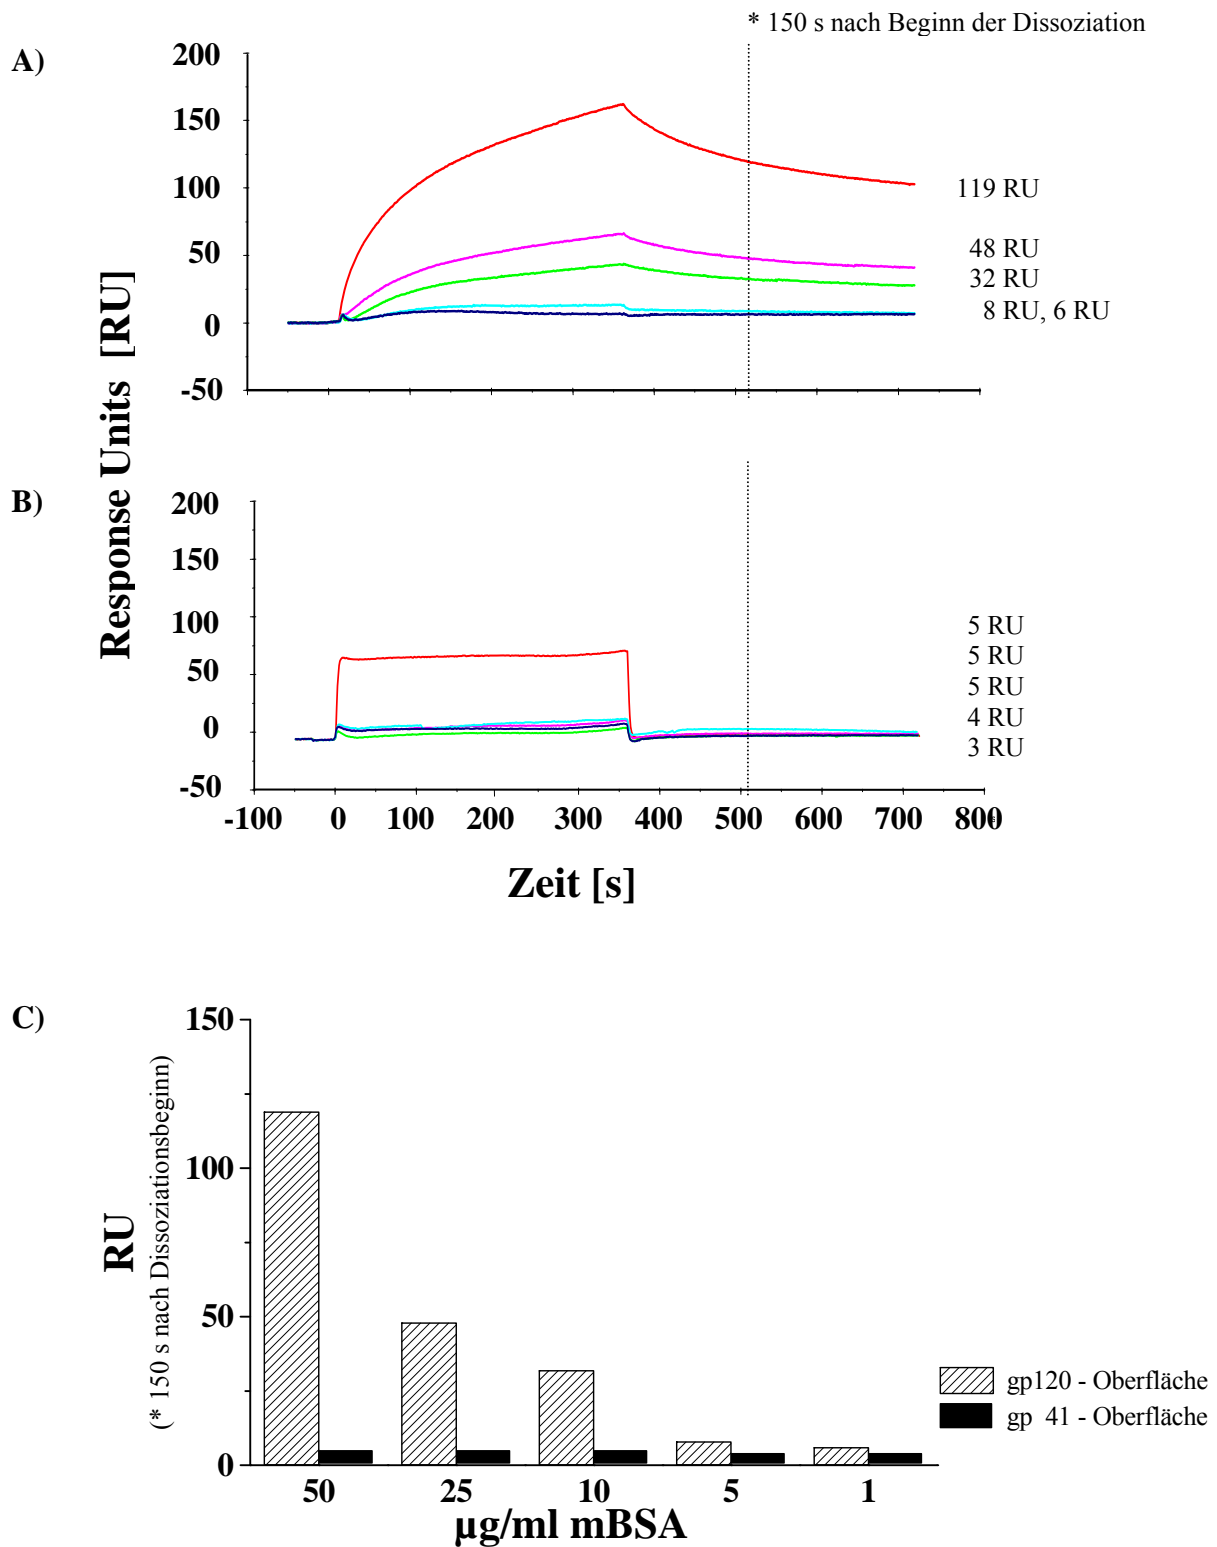 * 150 s nach Beginn der Dissoziation
A)
200
150
100
50
0
-50
119 RU
48 RU
32 RU
8 RU, 6 RU
Response Units [RU]
B)
200
150
100
50
0
-50
5 RU
5 RU
5 RU
4 RU
3 RU
-100 0 100 200 300 400 500 600 700 800
Zeit [s]
C)
150
100
50
0
RU
(* 150 s nach Dissoziationsbeginn)
gp120 - Oberfläche
gp 41 - Oberfläche
50 25 10 5 1
µg/ml mBSA